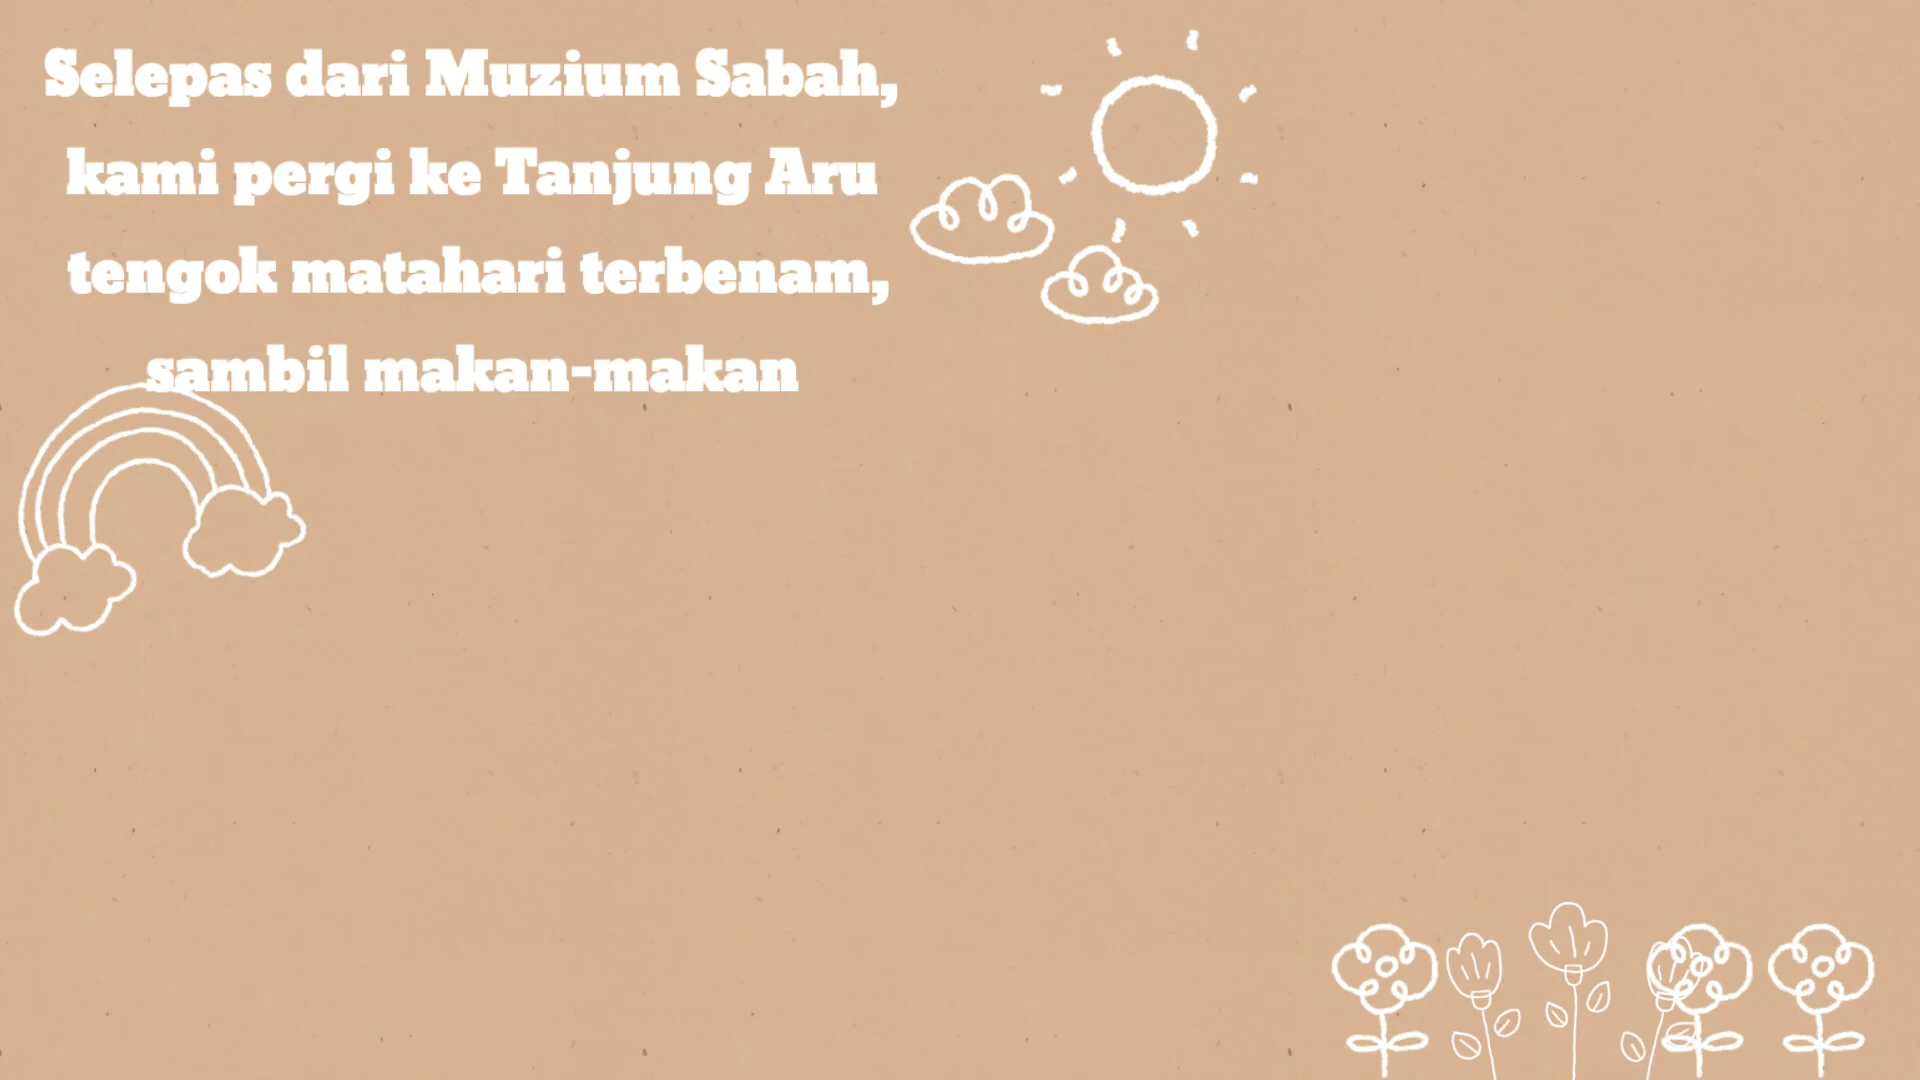 Selepas dari Muzium Sabah,
kami pergi ke Tanjung Aru
tengok matahari terbenam,
sambil makan-makan